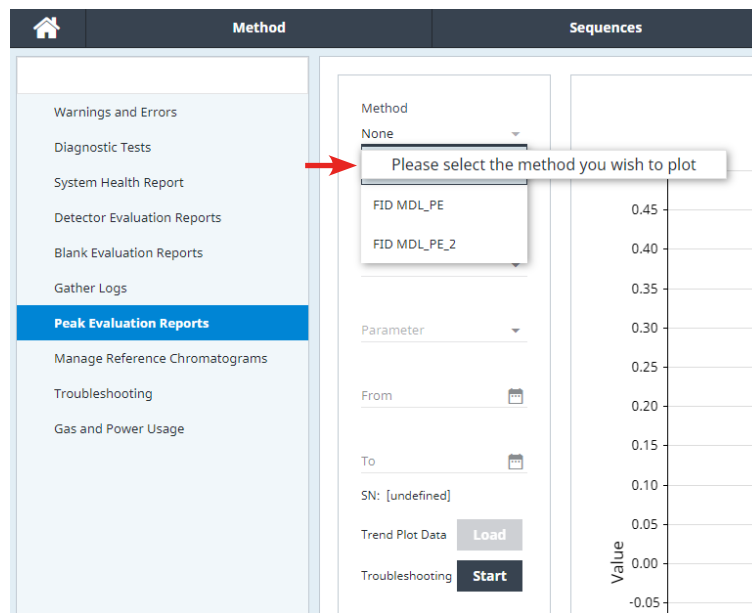 Method
Sequences
Warnings and Errors
Diagnostic Tests
System Health Report
Detector Evaluation Reports
Blank Evaluation Reports
Gather Logs
Peak Evaluation Reports
Manage Reference Chromatograms
Troubleshooting
Gas and Power Usage
Method
None
Please select the method you wish to plot
FID MDL_PE
FID MDL_PE_2
Parameter
From
To
SN: [undefined]
Trend Plot Data Load
Troubleshooting Start
0.45
0.40
0.35
0.30
0.25
0.20
0.15
0.10
0.05
0.00
-0.05
Value